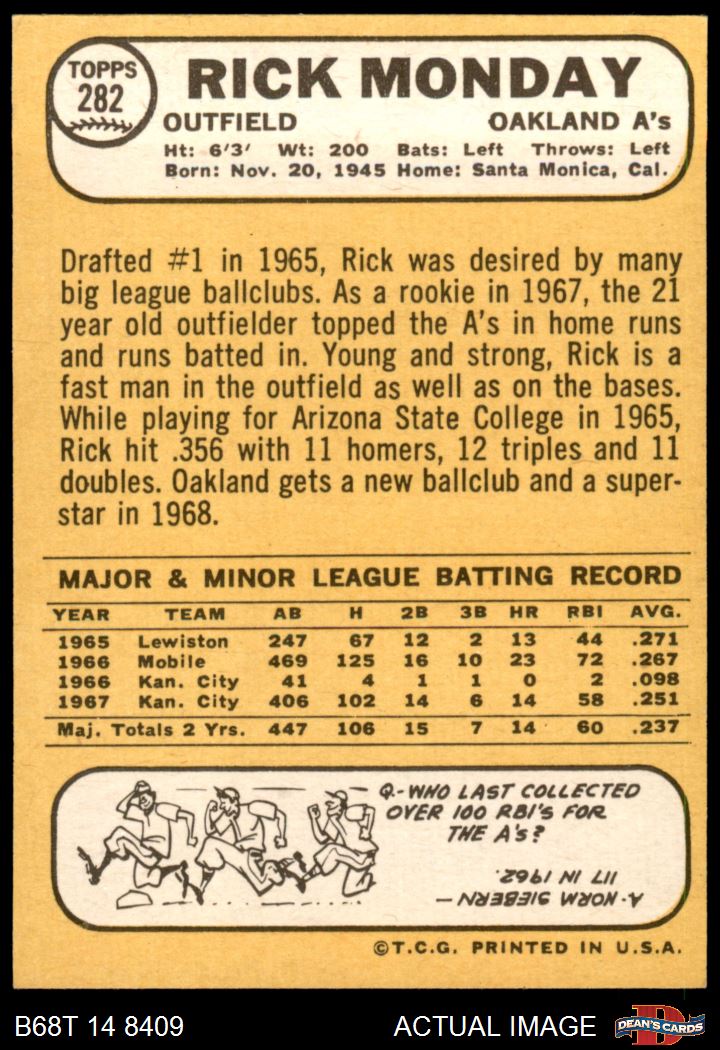 TOPPS
282
RICK MONDAY
OUTFIELD OAKLAND A's
Ht: 6'3' Wt: 200 Bats: Left Throws: Left
Born: Nov. 20, 1945 Home: Santa Monica, Cal.
Drafted #1 in 1965, Rick was desired by many
big league ballclubs. As a rookie in 1967, the 21
year old outfielder topped the A's in home runs
and runs batted in. Young and strong, Rick is a
fast man in the outfield as well as on the bases.
While playing for Arizona State College in 1965,
Rick hit .356 with 11 homers, 12 triples and 11
doubles. Oakland gets a new ballclub and a super-
star in 1968.
MAJOR & MINOR LEAGUE BATTING RECORD
YEAR TEAM AB H 2B 3B HR RBI AVG.
1965 Lewiston 247 67 12 2 13 44 .271
1966 Mobile 469 125 16 10 23 72 .267
1966 Kan. City 41 4 1 1 0 2 .098
1967 Kan. City 406 102 14 6 14 58 .251
Maj. Totals 2 Yrs. 447 106 15 7 14 60 .237
Q-WHO LAST COLLECTED
OVER 100 RBI'S FOR
THE A's?
A-NORM SIEBERN —
117 IN 1962.
©T.C.G. PRINTED IN U.S.A.
B68T 14 8409 ACTUAL IMAGE
D
DEAN'S CARDS